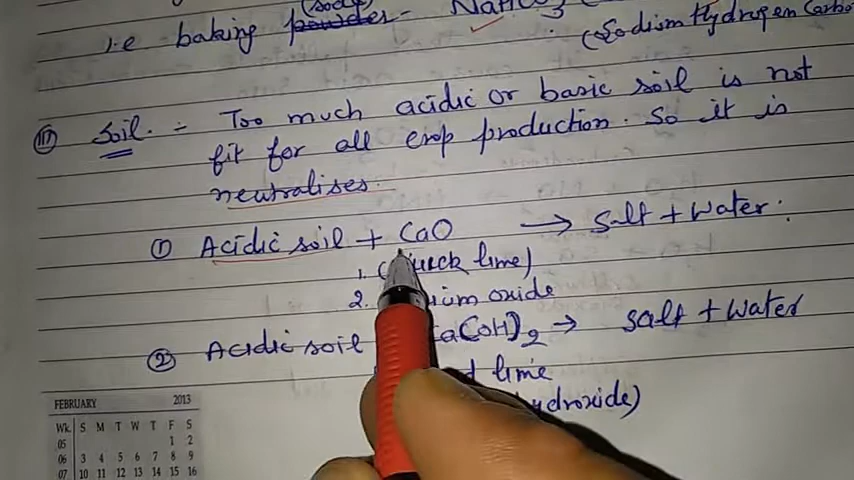 (soda)
i.e baking powder - NaHCO3
(Sodium Hydrogen Carbo
(iii) Soil. :- Too much acidic or basic soil is not
fit for all crop production. So it is
neutralises.
① Acidic soil + CaO → Salt + Water.
1. (Quick lime)
2. ium oxide
② Acidic soil Ca(OH)2 → salt + Water
d lime
hydroxide)
FEBRUARY 2013
Wk. S M T W T F S
05 1 2
06 3 4 5 6 7 8 9
07 10 11 12 13 14 15 16